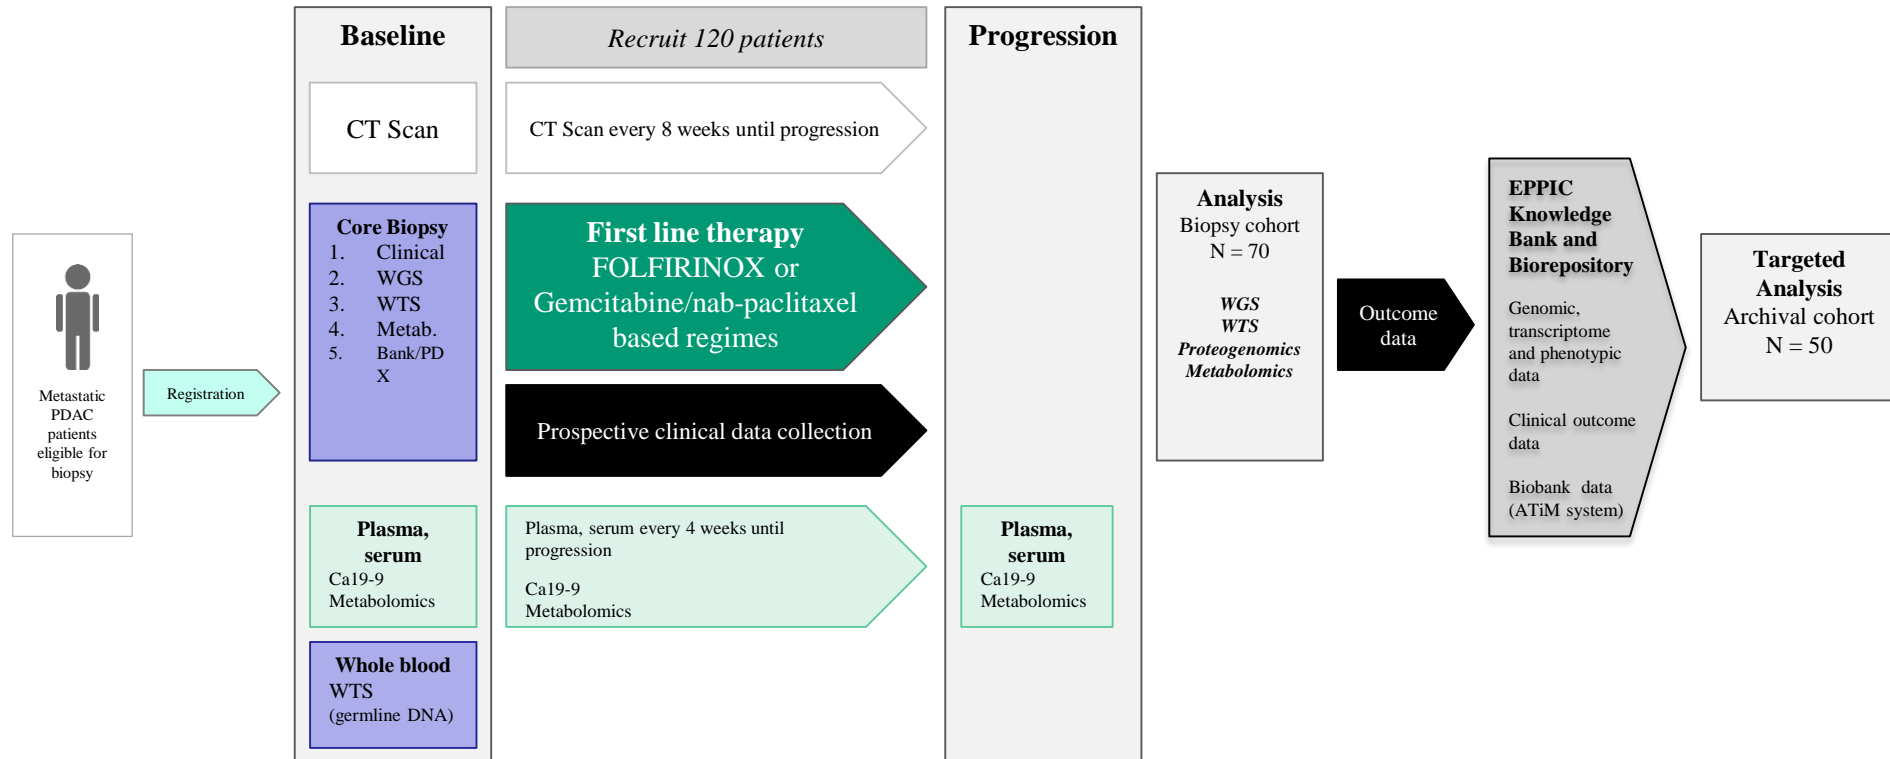 Metastatic
PDAC
patients
eligible for
biopsy
Registration
Baseline
CT Scan
Core Biopsy
1. Clinical
2. WGS
3. WTS
4. Metab.
5. Bank/PD
X
Plasma,
serum
Ca19-9
Metabolomics
Whole blood
WTS
(germline DNA)
Recruit 120 patients
CT Scan every 8 weeks until progression
First line therapy
FOLFIRINOX or
Gemcitabine/nab-paclitaxel
based regimes
Prospective clinical data collection
Plasma, serum every 4 weeks until
progression
Ca19-9
Metabolomics
Progression
Plasma,
serum
Ca19-9
Metabolomics
Analysis
Biopsy cohort
N = 70
WGS
WTS
Proteogenomics
Metabolomics
Outcome
data
EPPIC
Knowledge
Bank and
Biorepository
Genomic,
transcriptome
and phenotypic
data
Clinical outcome
data
Biobank data
(ATiM system)
Targeted
Analysis
Archival cohort
N = 50